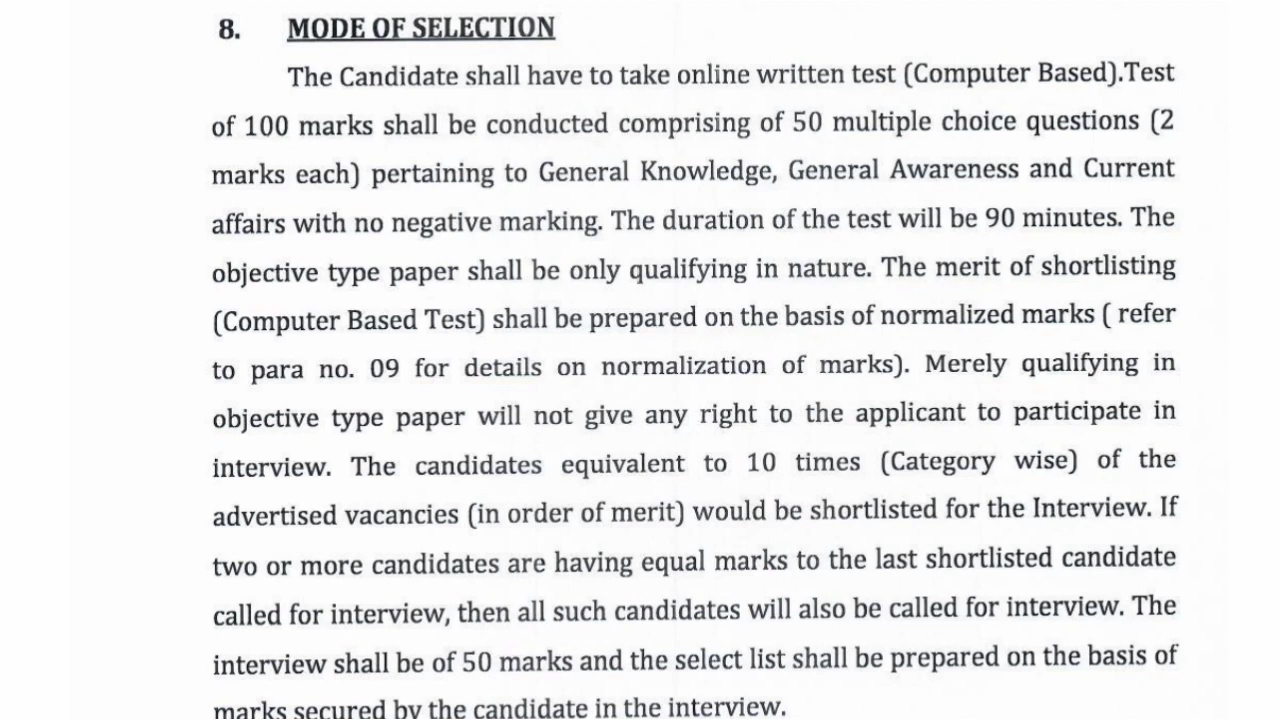 8. MODE OF SELECTION
The Candidate shall have to take online written test (Computer Based).Test
of 100 marks shall be conducted comprising of 50 multiple choice questions (2
marks each) pertaining to General Knowledge, General Awareness and Current
affairs with no negative marking. The duration of the test will be 90 minutes. The
objective type paper shall be only qualifying in nature. The merit of shortlisting
(Computer Based Test) shall be prepared on the basis of normalized marks ( refer
to para no. 09 for details on normalization of marks). Merely qualifying in
objective type paper will not give any right to the applicant to participate in
interview. The candidates equivalent to 10 times (Category wise) of the
advertised vacancies (in order of merit) would be shortlisted for the Interview. If
two or more candidates are having equal marks to the last shortlisted candidate
called for interview, then all such candidates will also be called for interview. The
interview shall be of 50 marks and the select list shall be prepared on the basis of
marks secured by the candidate in the interview.